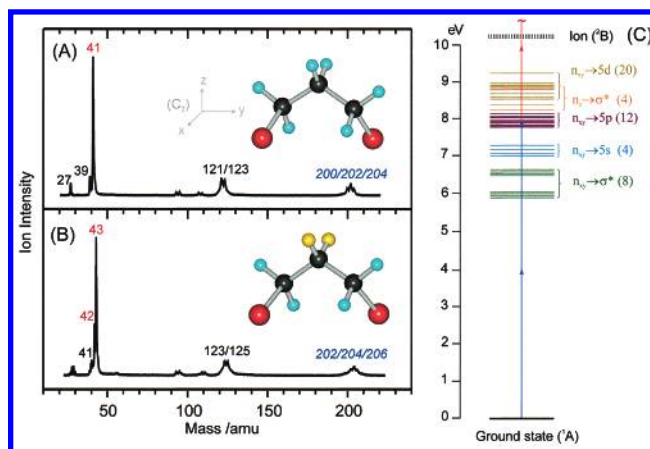 (A)
41
z
(C₂)
y
x
39
27
121/123
200/202/204
Ion Intensity
(B)
43
42
41
123/125
202/204/206
50
100
150
200
Mass /amu
eV
Ion (²B)
(C)
10
9
8
7
6
5
4
3
2
1
0
nxy→5d (20)
σ* (4)
nxy→5p (12)
nxy→5s (4)
nxy→σ* (8)
Ground state (¹A)